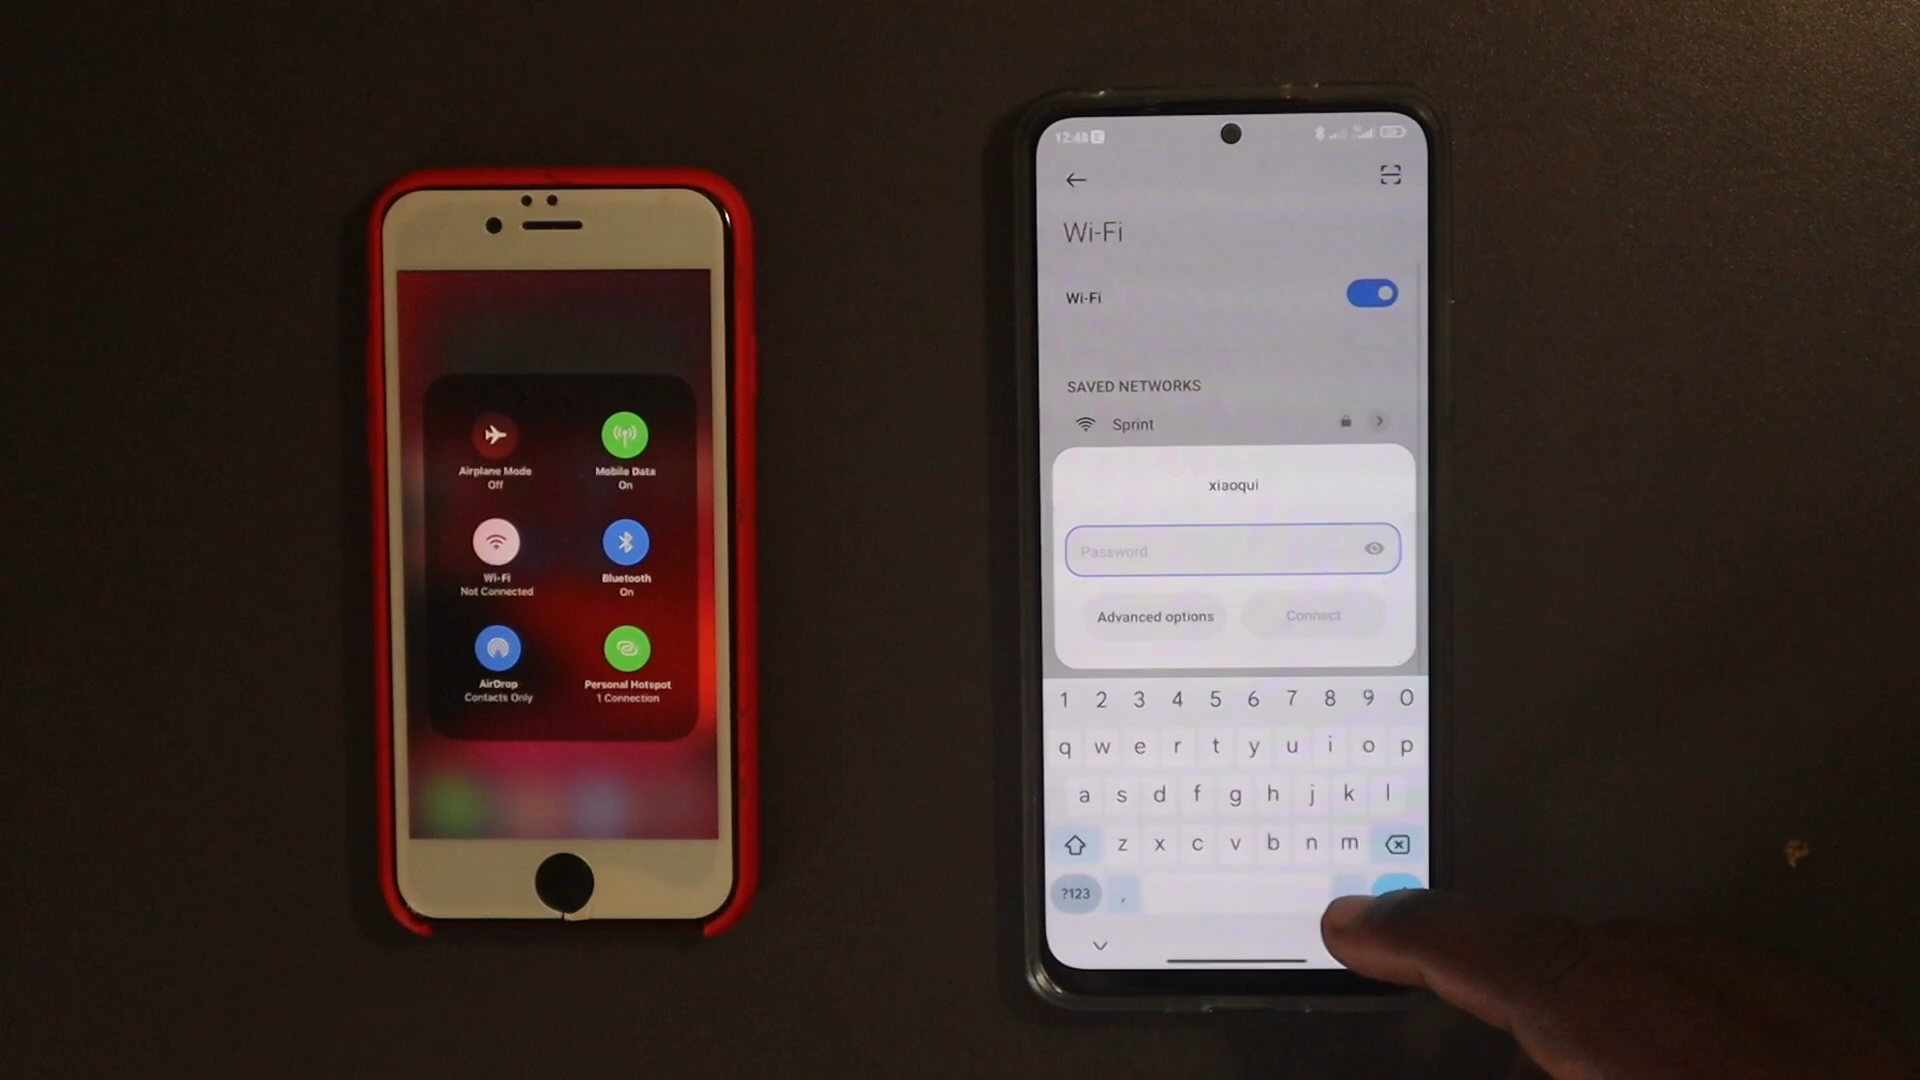 Airplane Mode
Off
Mobile Data
On
Wi-Fi
Not Connected
Bluetooth
On
AirDrop
Contacts Only
Personal Hotspot
1 Connection
12:48
Wi-Fi
Wi-Fi
SAVED NETWORKS
Sprint
xiaoqui
Password
Advanced options
Connect
1 2 3 4 5 6 7 8 9 0
q w e r t y u i o p
a s d f g h j k l
z x c v b n m
?123 ,